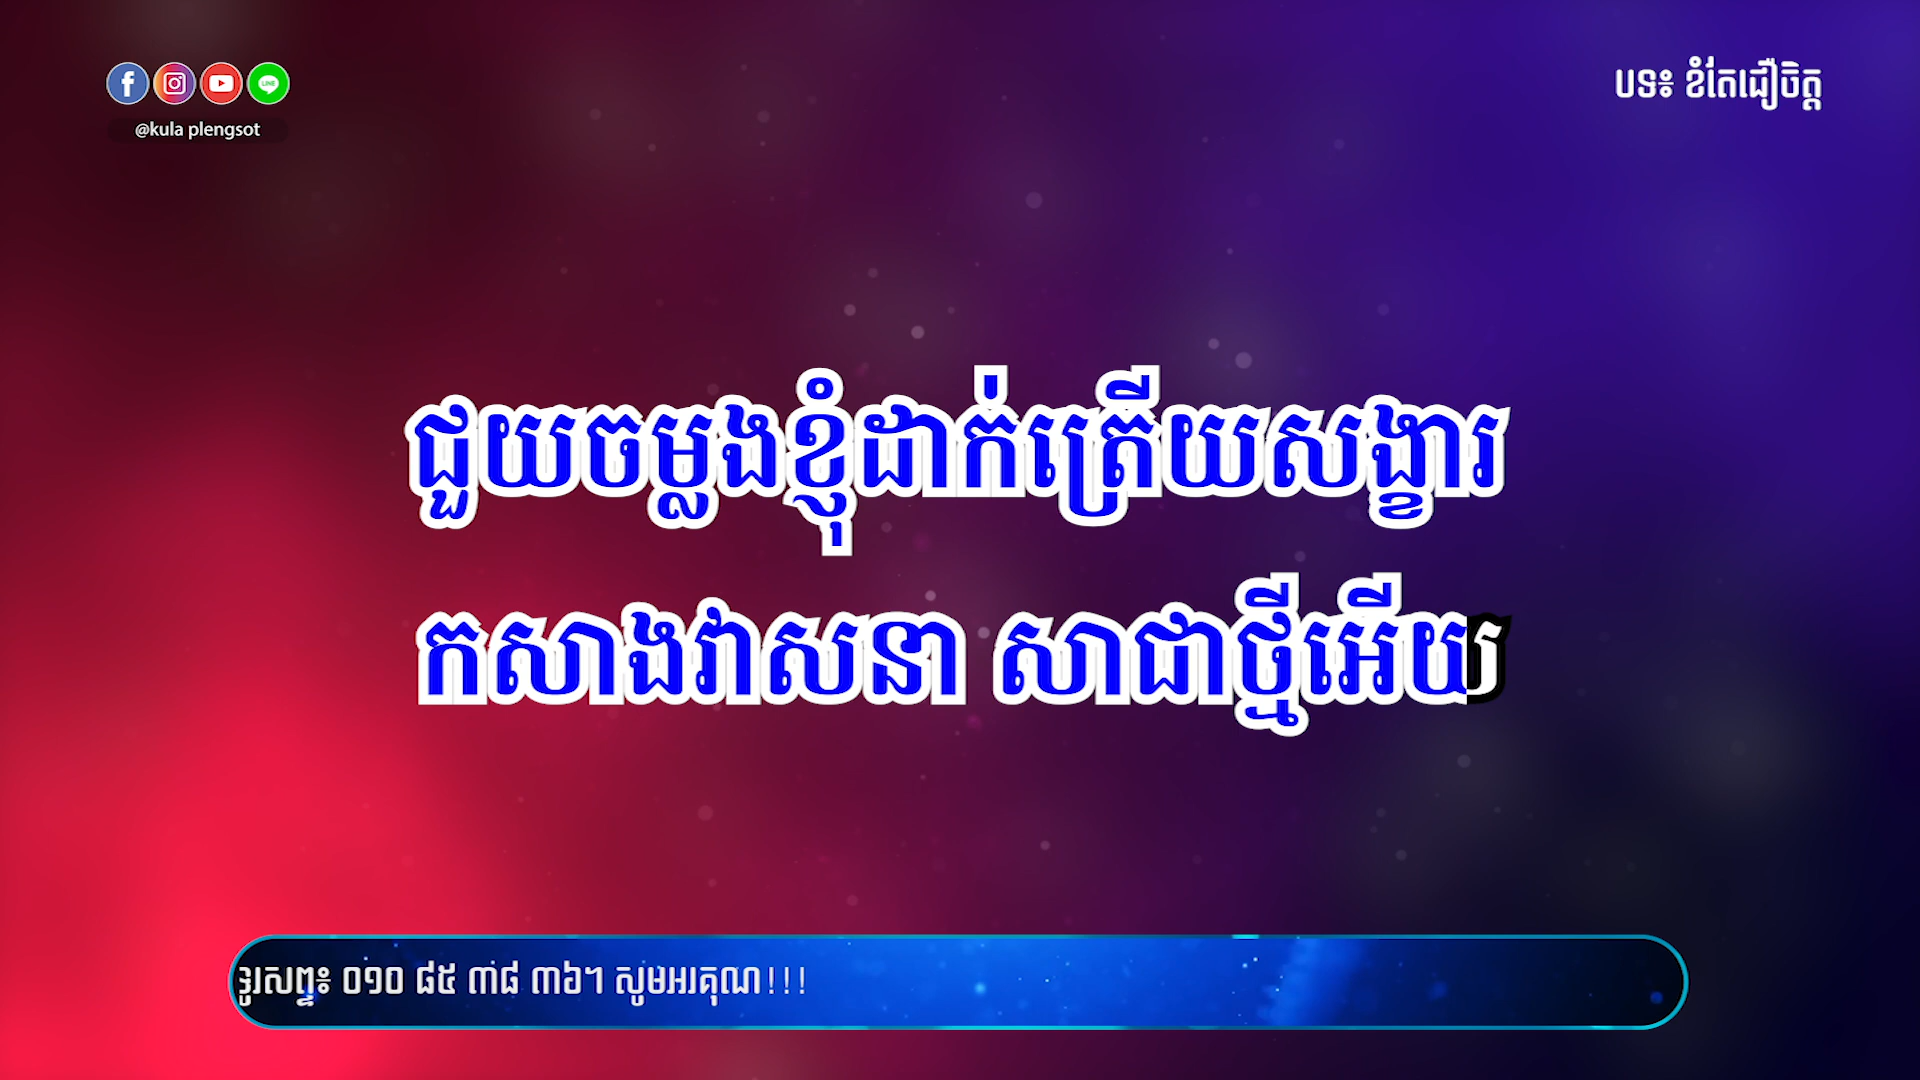 @kula plengsot
បទ៖ ខំតែជឿចិត្ត
ជួយចម្លងខ្ញុំដាក់ត្រើយសង្ខារ
កសាងវាសនា សាជាថ្មីអើយ
ទូរសព្ទ៖ ០១០ ៨៥ ៣៨ ៣៦។ សូមអរគុណ!!!